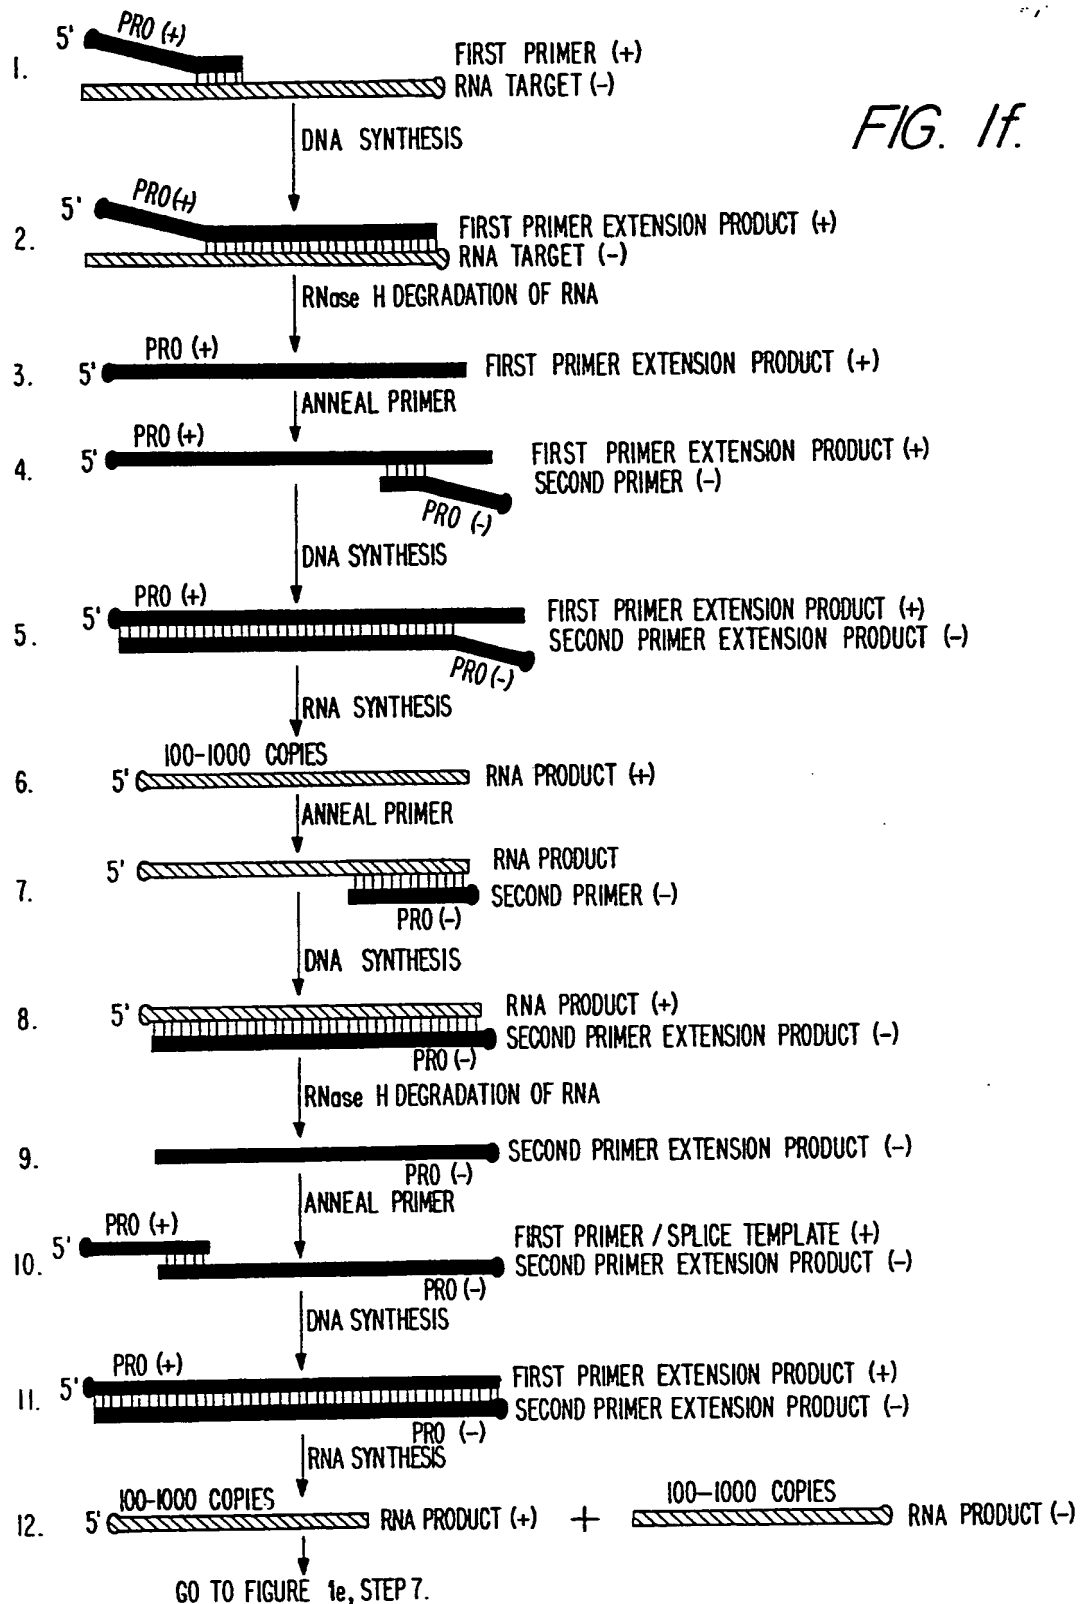 5' PRO (+)
1. FIRST PRIMER (+)
RNA TARGET (-)
FIG. 1f.
DNA SYNTHESIS
5' PRO (+)
2. FIRST PRIMER EXTENSION PRODUCT (+)
RNA TARGET (-)
RNase H DEGRADATION OF RNA
PRO (+)
3. 5' FIRST PRIMER EXTENSION PRODUCT (+)
ANNEAL PRIMER
PRO (+)
4. 5' FIRST PRIMER EXTENSION PRODUCT (+)
SECOND PRIMER (-)
PRO (-)
DNA SYNTHESIS
PRO (+)
5' FIRST PRIMER EXTENSION PRODUCT (+)
5. SECOND PRIMER EXTENSION PRODUCT (-)
PRO (-)
RNA SYNTHESIS
100-1000 COPIES
6. 5' RNA PRODUCT (+)
ANNEAL PRIMER
5' RNA PRODUCT
7. SECOND PRIMER (-)
PRO (-)
DNA SYNTHESIS
8. 5' RNA PRODUCT (+)
SECOND PRIMER EXTENSION PRODUCT (-)
PRO (-)
RNase H DEGRADATION OF RNA
9. SECOND PRIMER EXTENSION PRODUCT (-)
PRO (-)
ANNEAL PRIMER
PRO (+)
5' FIRST PRIMER / SPLICE TEMPLATE (+)
10. SECOND PRIMER EXTENSION PRODUCT (-)
PRO (-)
DNA SYNTHESIS
PRO (+)
5' FIRST PRIMER EXTENSION PRODUCT (+)
11. SECOND PRIMER EXTENSION PRODUCT (-)
PRO (-)
RNA SYNTHESIS
100-1000 COPIES 100-1000 COPIES
12. 5' RNA PRODUCT (+) + RNA PRODUCT (-)
GO TO FIGURE 1e, STEP 7.